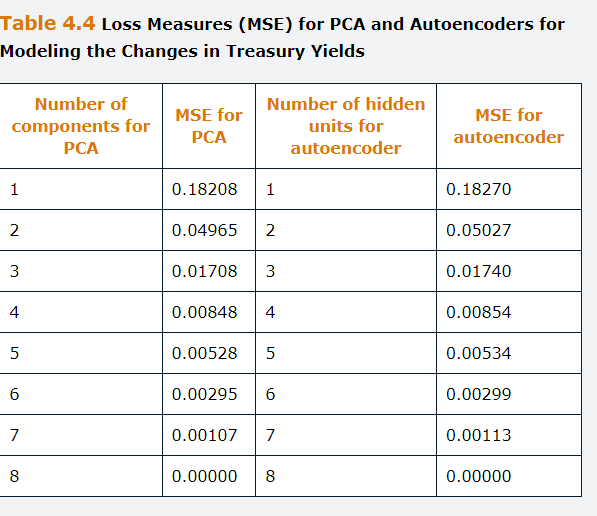 Table 4.4 Loss Measures (MSE) for PCA and Autoencoders for
Modeling the Changes in Treasury Yields
Number of components for PCA MSE for PCA Number of hidden units for autoencoder MSE for autoencoder
1 0.18208 1 0.18270
2 0.04965 2 0.05027
3 0.01708 3 0.01740
4 0.00848 4 0.00854
5 0.00528 5 0.00534
6 0.00295 6 0.00299
7 0.00107 7 0.00113
8 0.00000 8 0.00000